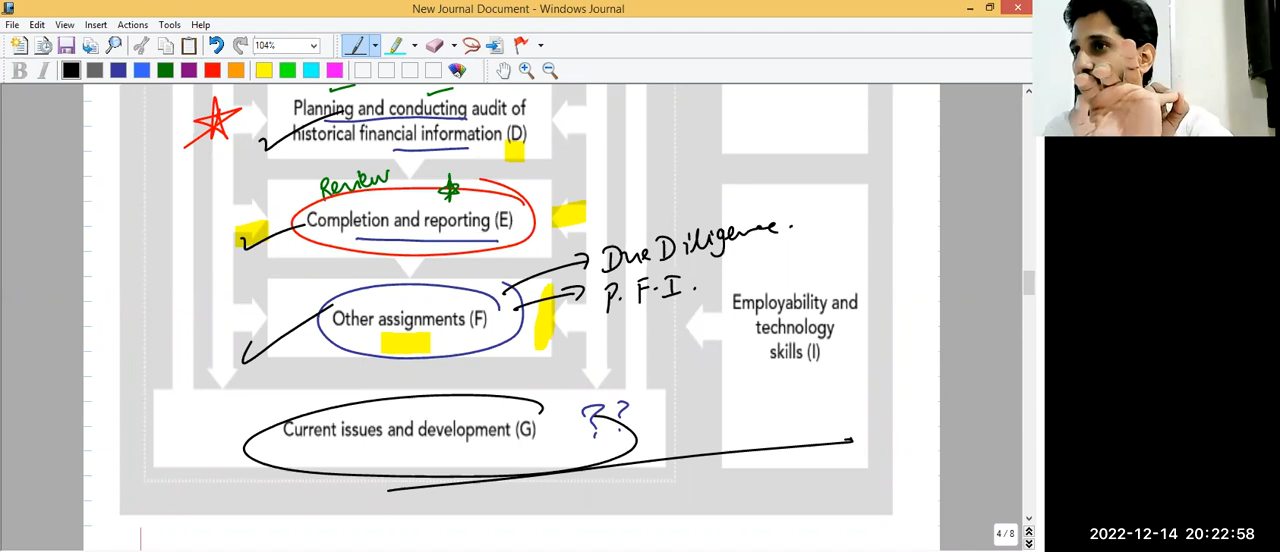 New Journal Document - Windows Journal
File Edit View Insert Actions Tools Help
104%
B I
Planning and conducting audit of
historical financial information (D)
Review
Completion and reporting (E)
Due Diligence.
P. F. I.
Other assignments (F)
Employability and
technology
skills (I)
Current issues and development (G)
??
4 / 8
2022-12-14 20:22:58